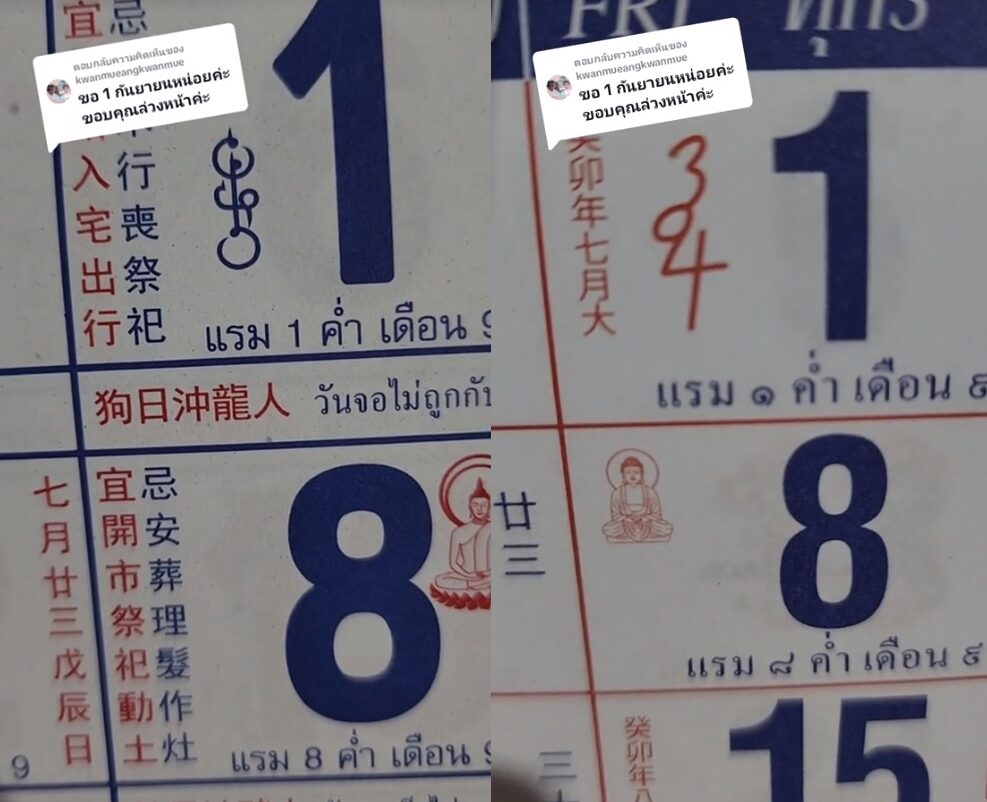 宜 忌
ตอบกลับความคิดเห็นของ
kwanmueangkwanmue
ขอ 1 กันยายนหน่อยค่ะ
ขอบคุณล่วงหน้าค่ะ
入宅出行
行喪祭祀
1
แรม 1 ค่ำ เดือน 9
狗日沖龍人 วันจอไม่ถูกกับ
七月廿三戊辰日
宜開市祭祀動土
忌安葬理髮作灶
8
แรม 8 ค่ำ เดือน 9
9
FRI ศุกร์
ตอบกลับความคิดเห็นของ
kwanmueangkwanmue
ขอ 1 กันยายนหน่อยค่ะ
ขอบคุณล่วงหน้าค่ะ
癸卯年七月大
3
9
4
1
แรม ๑ ค่ำ เดือน ๙
廿三
8
แรม ๘ ค่ำ เดือน ๙
三十
癸卯年八
15